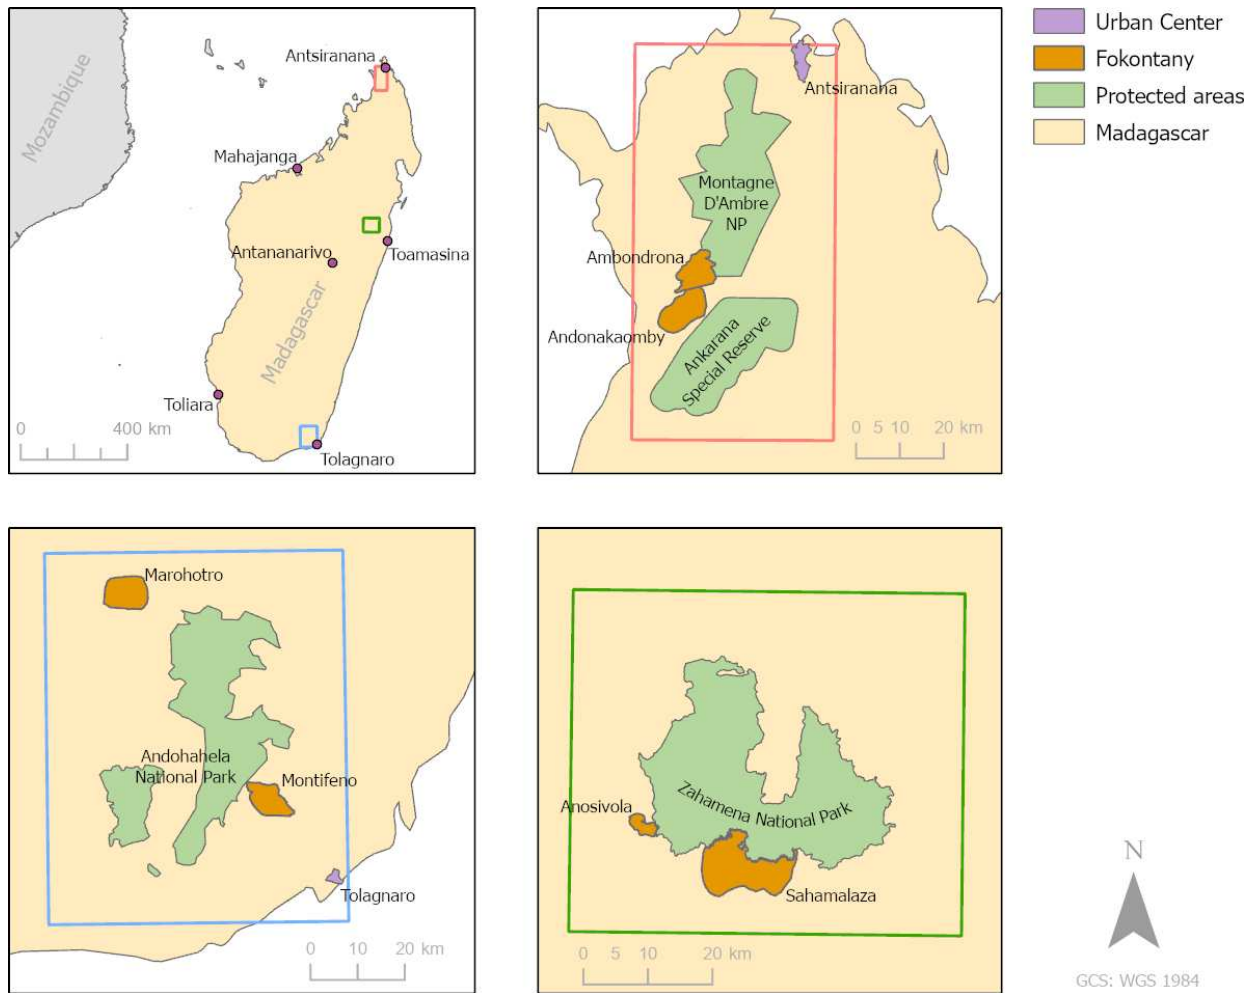 Mozambique
Antsiranana
Mahajanga
Antananarivo
Toamasina
Madagascar
Toliara
Tolagnaro
0 400 km
Antsiranana
Montagne
D'Ambre
NP
Ambondrona
Andonakaomby
Ankarana
Special Reserve
0 5 10 20 km
Urban Center
Fokontany
Protected areas
Madagascar
Marohotro
Andohahela
National Park
Montifeno
Tolagnaro
0 10 20 km
Anosivola
Zahamena National Park
Sahamalaza
0 5 10 20 km
N
GCS: WGS 1984